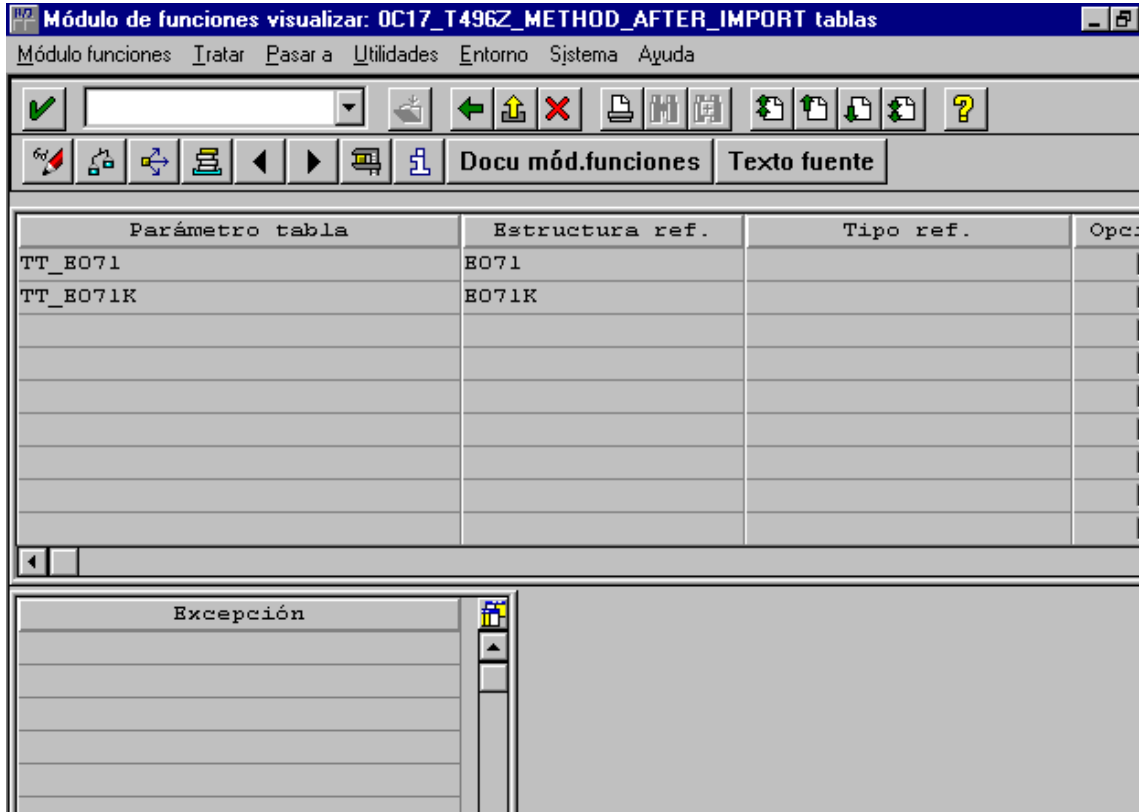 Módulo de funciones visualizar: 0C17_T496Z_METHOD_AFTER_IMPORT tablas
Módulo funciones Tratar Pasar a Utilidades Entorno Sistema Ayuda
Docu mód.funciones Texto fuente
Parámetro tabla Estructura ref. Tipo ref.
TT_E071 E071
TT_E071K E071K
Excepción